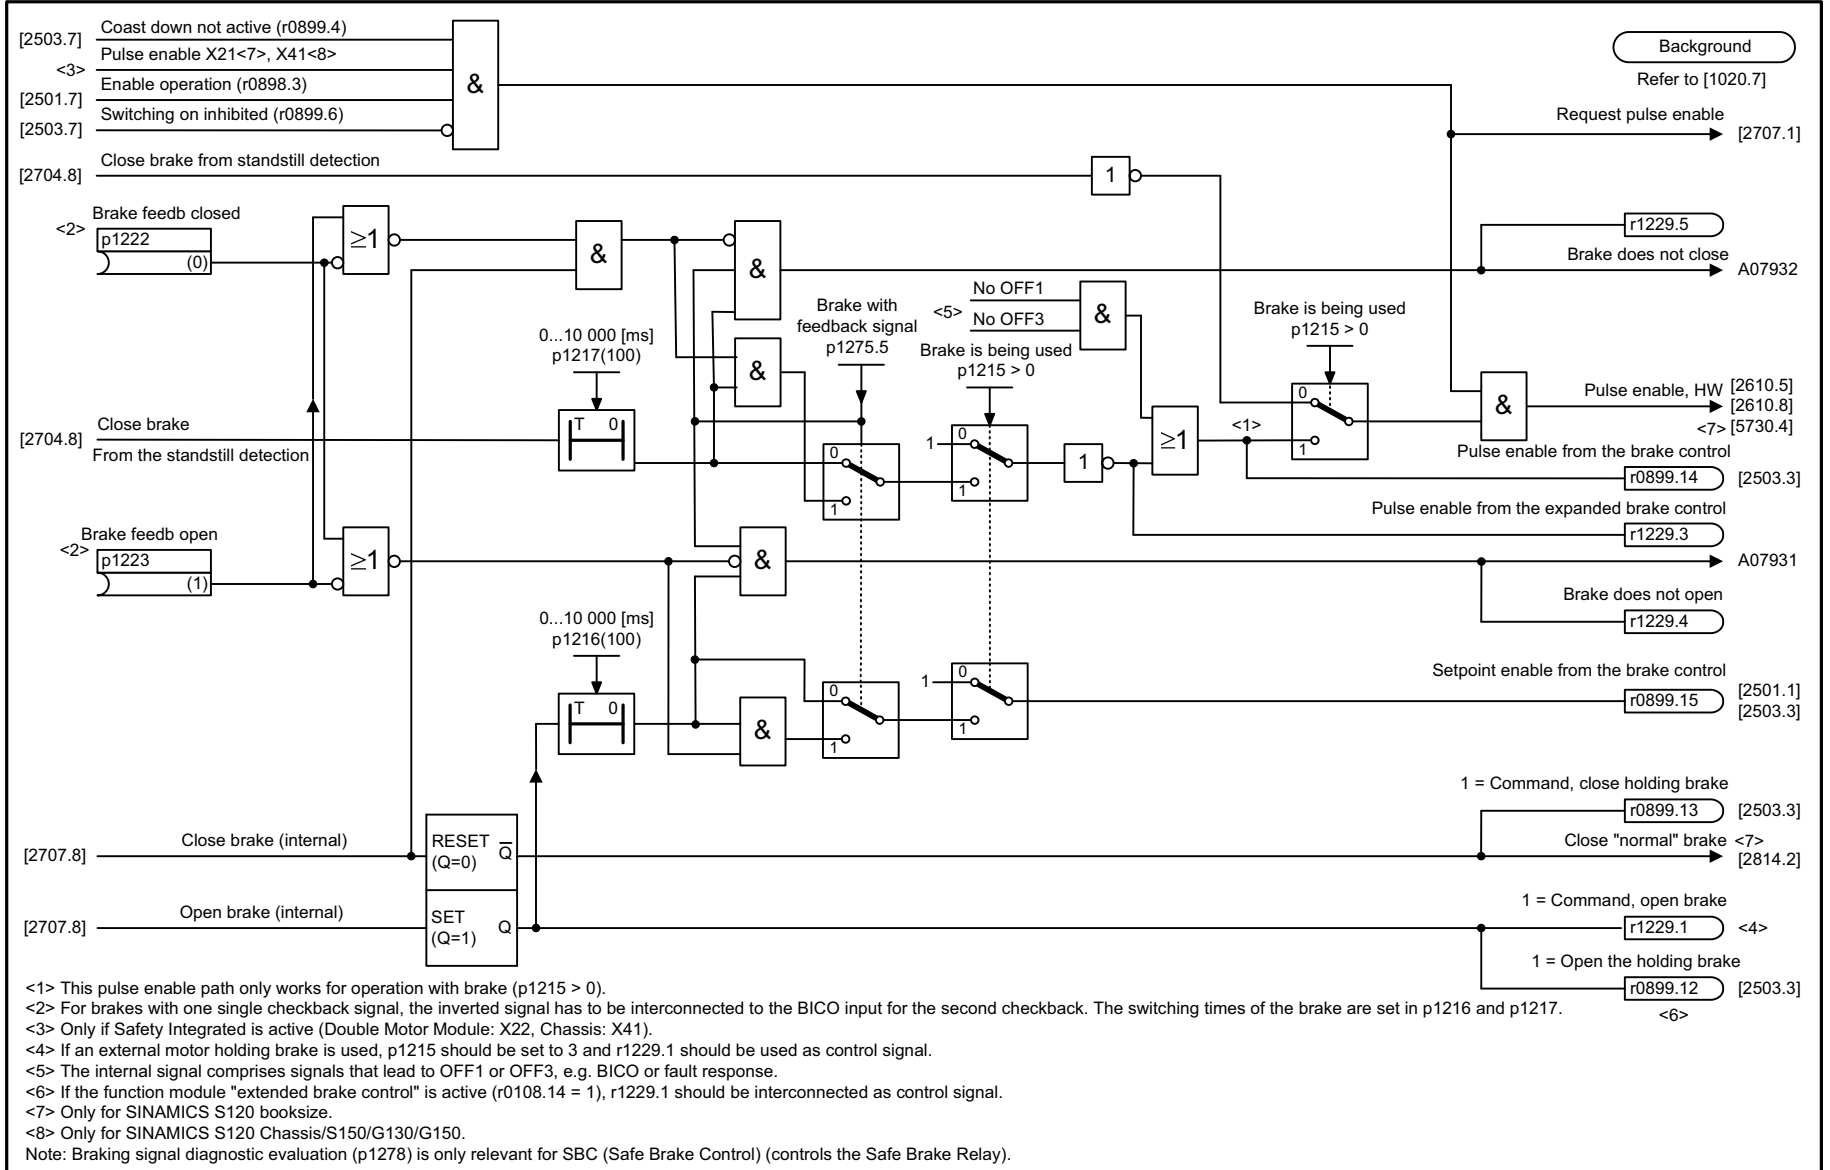 [2503.7] Coast down not active (r0899.4)
<3> Pulse enable X21<7>, X41<8>
[2501.7] Enable operation (r0898.3)
[2503.7] Switching on inhibited (r0899.6)
&
Background
Refer to [1020.7]
Request pulse enable
[2707.1]
[2704.8] Close brake from standstill detection
1
Brake feedb closed
<2> p1222
(0)
≥1
&
&
r1229.5
Brake does not close
A07932
No OFF1
<5>
No OFF3
&
Brake is being used
p1215 > 0
Brake with
feedback signal
p1275.5
0...10 000 [ms]
p1217(100)
&
Brake is being used
p1215 > 0
0
1
&
Pulse enable, HW
[2610.5]
[2610.8]
<7> [5730.4]
[2704.8] Close brake
From the standstill detection
T 0
0
1
1
0
1
1
≥1
<1>
Pulse enable from the brake control
r0899.14 [2503.3]
Pulse enable from the expanded brake control
r1229.3
Brake feedb open
<2> p1223
(1)
≥1
&
A07931
Brake does not open
r1229.4
0...10 000 [ms]
p1216(100)
T 0
&
0
1
1
0
1
Setpoint enable from the brake control
r0899.15
[2501.1]
[2503.3]
1 = Command, close holding brake
r0899.13 [2503.3]
[2707.8] Close brake (internal)
RESET
(Q=0)
Q̅
Close "normal" brake <7>
[2814.2]
[2707.8] Open brake (internal)
SET
(Q=1)
Q
1 = Command, open brake
r1229.1 <4>
1 = Open the holding brake
r0899.12 [2503.3]
<6>
<1> This pulse enable path only works for operation with brake (p1215 > 0).
<2> For brakes with one single checkback signal, the inverted signal has to be interconnected to the BICO input for the second checkback. The switching times of the brake are set in p1216 and p1217.
<3> Only if Safety Integrated is active (Double Motor Module: X22, Chassis: X41).
<4> If an external motor holding brake is used, p1215 should be set to 3 and r1229.1 should be used as control signal.
<5> The internal signal comprises signals that lead to OFF1 or OFF3, e.g. BICO or fault response.
<6> If the function module "extended brake control" is active (r0108.14 = 1), r1229.1 should be interconnected as control signal.
<7> Only for SINAMICS S120 booksize.
<8> Only for SINAMICS S120 Chassis/S150/G130/G150.
Note: Braking signal diagnostic evaluation (p1278) is only relevant for SBC (Safe Brake Control) (controls the Safe Brake Relay).